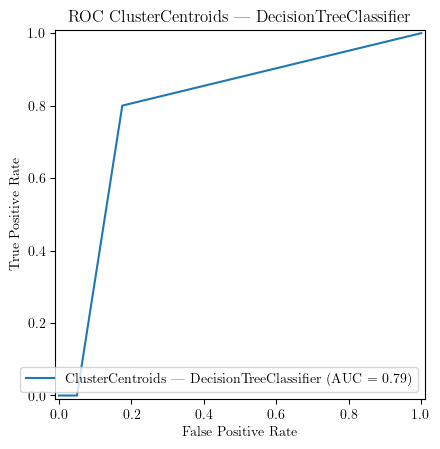 ROC ClusterCentroids — DecisionTreeClassifier
1.0
0.8
0.6
0.4
0.2
0.0
True Positive Rate
ClusterCentroids — DecisionTreeClassifier (AUC = 0.79)
0.0 0.2 0.4 0.6 0.8 1.0
False Positive Rate